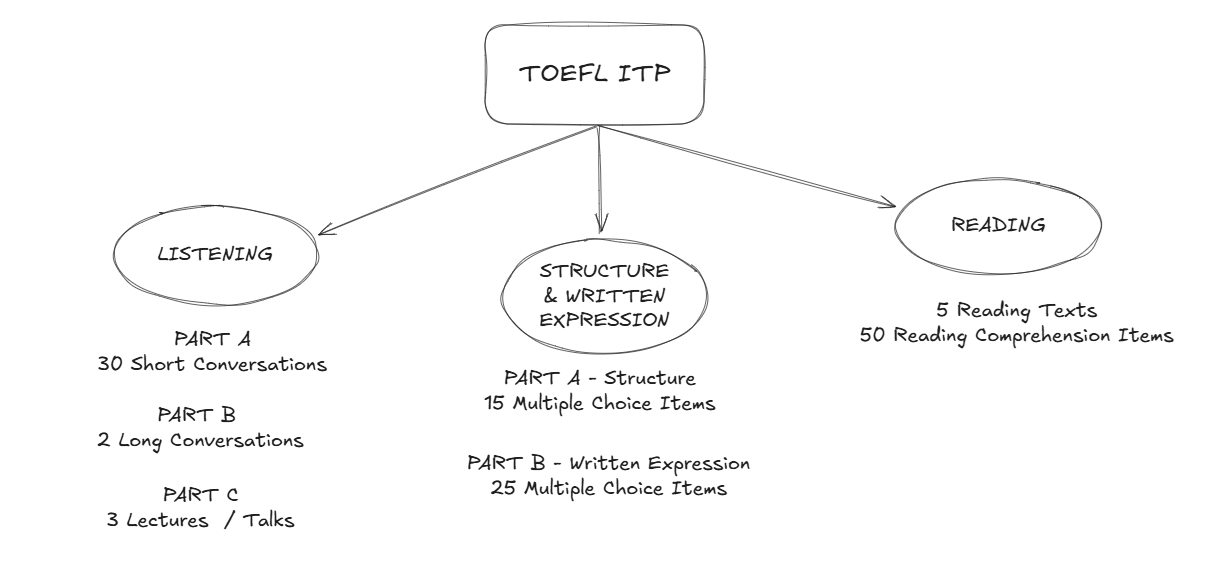 TOEFL ITP
LISTENING
PART A
30 Short Conversations
PART B
2 Long Conversations
PART C
3 Lectures / Talks
STRUCTURE
& WRITTEN
EXPRESSION
PART A - Structure
15 Multiple Choice Items
PART B - Written Expression
25 Multiple Choice Items
READING
5 Reading Texts
50 Reading Comprehension Items